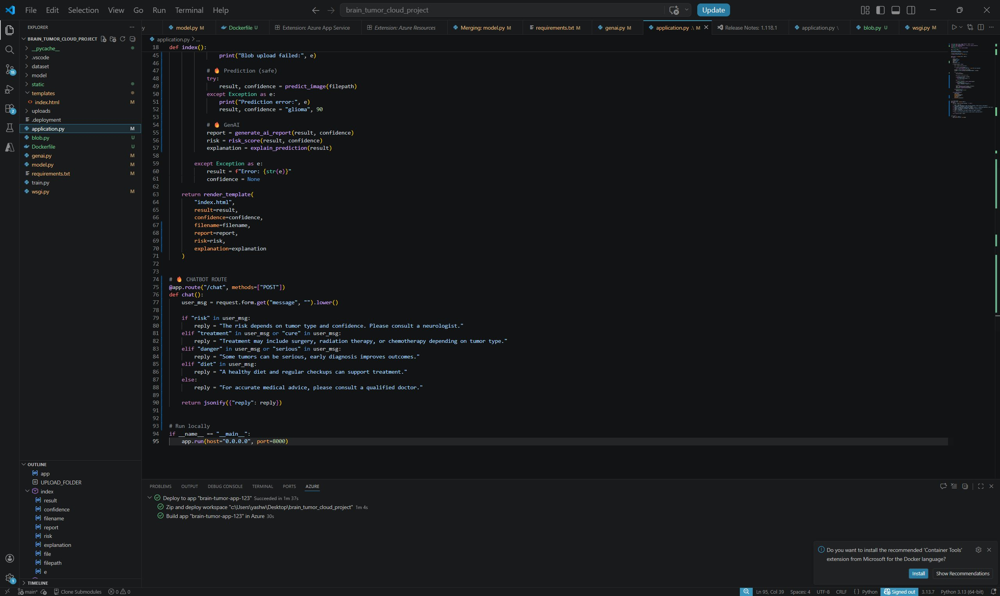 File Edit Selection View Go Run Terminal Help
brain_tumor_cloud_project
Update
EXPLORER
BRAIN_TUMOR_CLOUD_PROJECT
__pycache__
.vscode
dataset
model
static
templates
index.html M
uploads
.deployment
application.py M
blob.py U
Dockerfile U
genai.py M
model.py M
requirements.txt M
train.py
wsgi.py M
15
2
1
OUTLINE
app
UPLOAD_FOLDER
index
result
confidence
filename
report
risk
explanation
file
filepath
e
TIMELINE
y model.py M Dockerfile U Extension: Azure App Service Extension: Azure Resources Merging: model.py M requirements.txt M genai.py M application.py .\ M Release Notes: 1.118.1 application.py \ blob.py U wsgi.py M
application.py > ...
18 def index():
45 print("Blob upload failed:", e)
46
47 # 🔥 Prediction (safe)
48 try:
49 result, confidence = predict_image(filepath)
50 except Exception as e:
51 print("Prediction error:", e)
52 result, confidence = "glioma", 90
53
54 # 🔥 GenAI
55 report = generate_ai_report(result, confidence)
56 risk = risk_score(result, confidence)
57 explanation = explain_prediction(result)
58
59 except Exception as e:
60 result = f"Error: {str(e)}"
61 confidence = None
62
63 return render_template(
64 "index.html",
65 result=result,
66 confidence=confidence,
67 filename=filename,
68 report=report,
69 risk=risk,
70 explanation=explanation
71 )
72
73
74 # 🔥 CHATBOT ROUTE
75 @app.route("/chat", methods=["POST"])
76 def chat():
77 user_msg = request.form.get("message", "").lower()
78
79 if "risk" in user_msg:
80 reply = "The risk depends on tumor type and confidence. Please consult a neurologist."
81 elif "treatment" in user_msg or "cure" in user_msg:
82 reply = "Treatment may include surgery, radiation therapy, or chemotherapy depending on tumor type."
83 elif "danger" in user_msg or "serious" in user_msg:
84 reply = "Some tumors can be serious, early diagnosis improves outcomes."
85 elif "diet" in user_msg:
86 reply = "A healthy diet and regular checkups can support treatment."
87 else:
88 reply = "For accurate medical advice, please consult a qualified doctor."
89
90 return jsonify({"reply": reply})
91
92
93 # Run locally
94 if __name__ == "__main__":
95 app.run(host="0.0.0.0", port=8000)
PROBLEMS OUTPUT DEBUG CONSOLE TERMINAL PORTS AZURE
Deploy to app "brain-tumor-app-123" Succeeded in 1m 37s
Zip and deploy workspace "c:\Users\yashw\Desktop\brain_tumor_cloud_project" 1m 4s
Build app "brain-tumor-app-123" in Azure 30s
Do you want to install the recommended 'Container Tools'
extension from Microsoft for the Docker language?
Install Show Recommendations
main* Clone Submodules 0 0 Ln 95, Col 39 Spaces: 4 UTF-8 CRLF { } Python Signed out 3.13.7 Python 3.13 (64-bit)